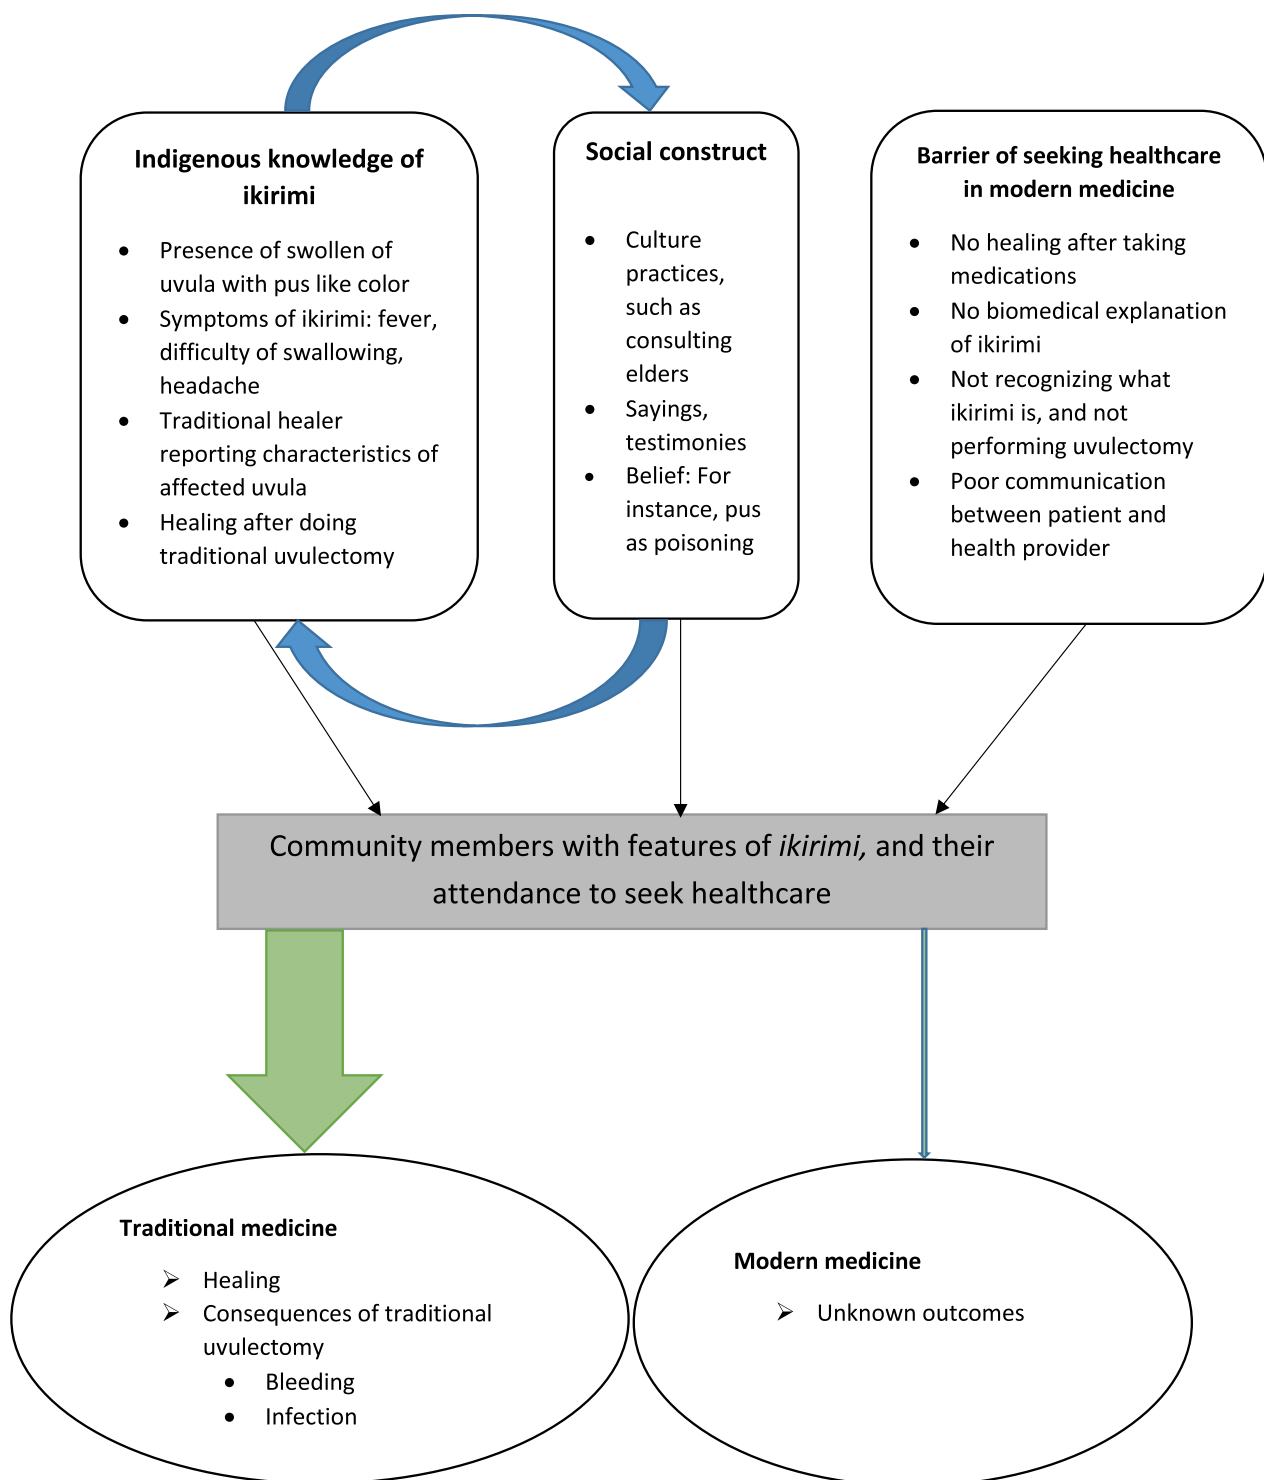 Indigenous knowledge of
ikirimi
• Presence of swollen of
uvula with pus like color
• Symptoms of ikirimi: fever,
difficulty of swallowing,
headache
• Traditional healer
reporting characteristics of
affected uvula
• Healing after doing
traditional uvulectomy
Social construct
• Culture
practices,
such as
consulting
elders
• Sayings,
testimonies
• Belief: For
instance, pus
as poisoning
Barrier of seeking healthcare
in modern medicine
• No healing after taking
medications
• No biomedical explanation
of ikirimi
• Not recognizing what
ikirimi is, and not
performing uvulectomy
• Poor communication
between patient and
health provider
Community members with features of ikirimi, and their
attendance to seek healthcare
Traditional medicine
➢ Healing
➢ Consequences of traditional
uvulectomy
• Bleeding
• Infection
Modern medicine
➢ Unknown outcomes